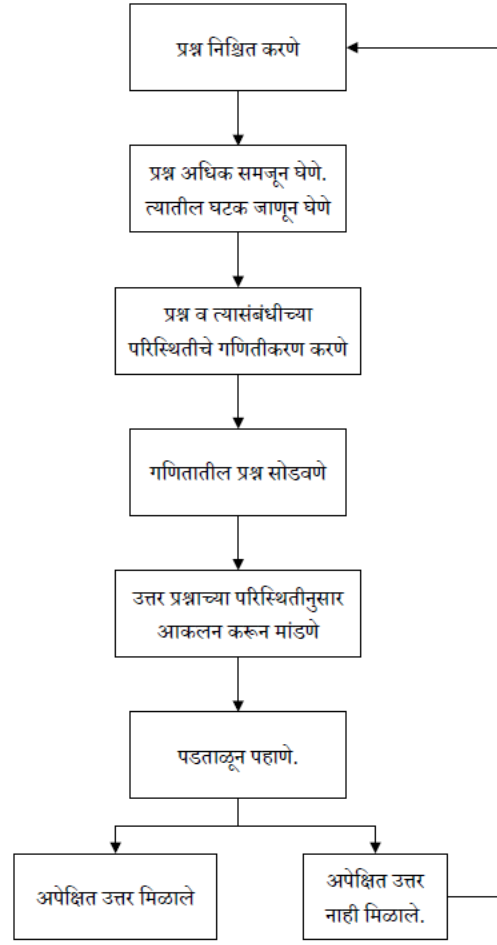 प्रश्न निश्चित करणे
प्रश्न अधिक समजून घेणे.
त्यातील घटक जाणून घेणे
प्रश्न व त्यासंबंधीच्या
परिस्थितीचे गणितीकरण करणे
गणितातील प्रश्न सोडवणे
उत्तर प्रश्नाच्या परिस्थितीनुसार
आकलन करून मांडणे
पडताळून पहाणे.
अपेक्षित उत्तर मिळाले
अपेक्षित उत्तर
नाही मिळाले.